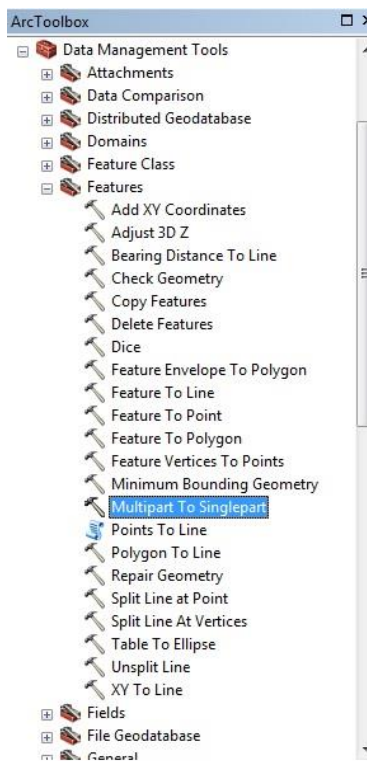 ArcToolbox
Data Management Tools
Attachments
Data Comparison
Distributed Geodatabase
Domains
Feature Class
Features
Add XY Coordinates
Adjust 3D Z
Bearing Distance To Line
Check Geometry
Copy Features
Delete Features
Dice
Feature Envelope To Polygon
Feature To Line
Feature To Point
Feature To Polygon
Feature Vertices To Points
Minimum Bounding Geometry
Multipart To Singlepart
Points To Line
Polygon To Line
Repair Geometry
Split Line at Point
Split Line At Vertices
Table To Ellipse
Unsplit Line
XY To Line
Fields
File Geodatabase
General